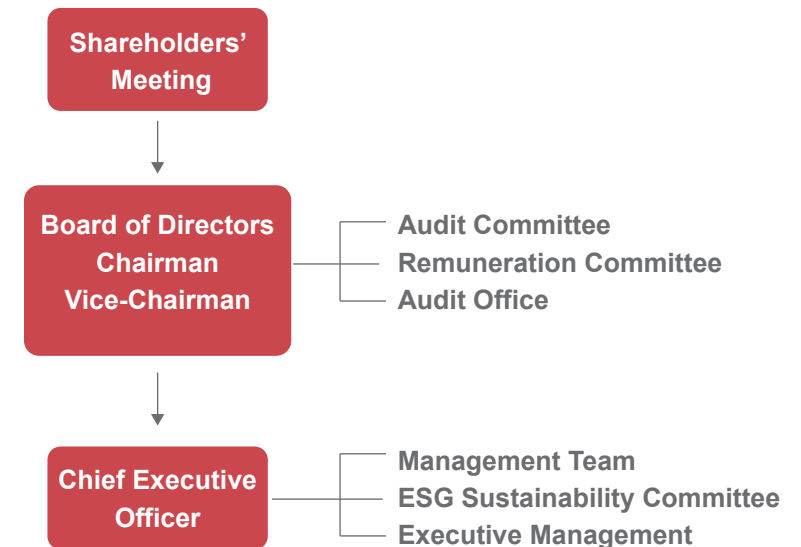 Shareholders’
Meeting
Board of Directors
Chairman
Vice-Chairman
Audit Committee
Remuneration Committee
Audit Office
Chief Executive
Officer
Management Team
ESG Sustainability Committee
Executive Management